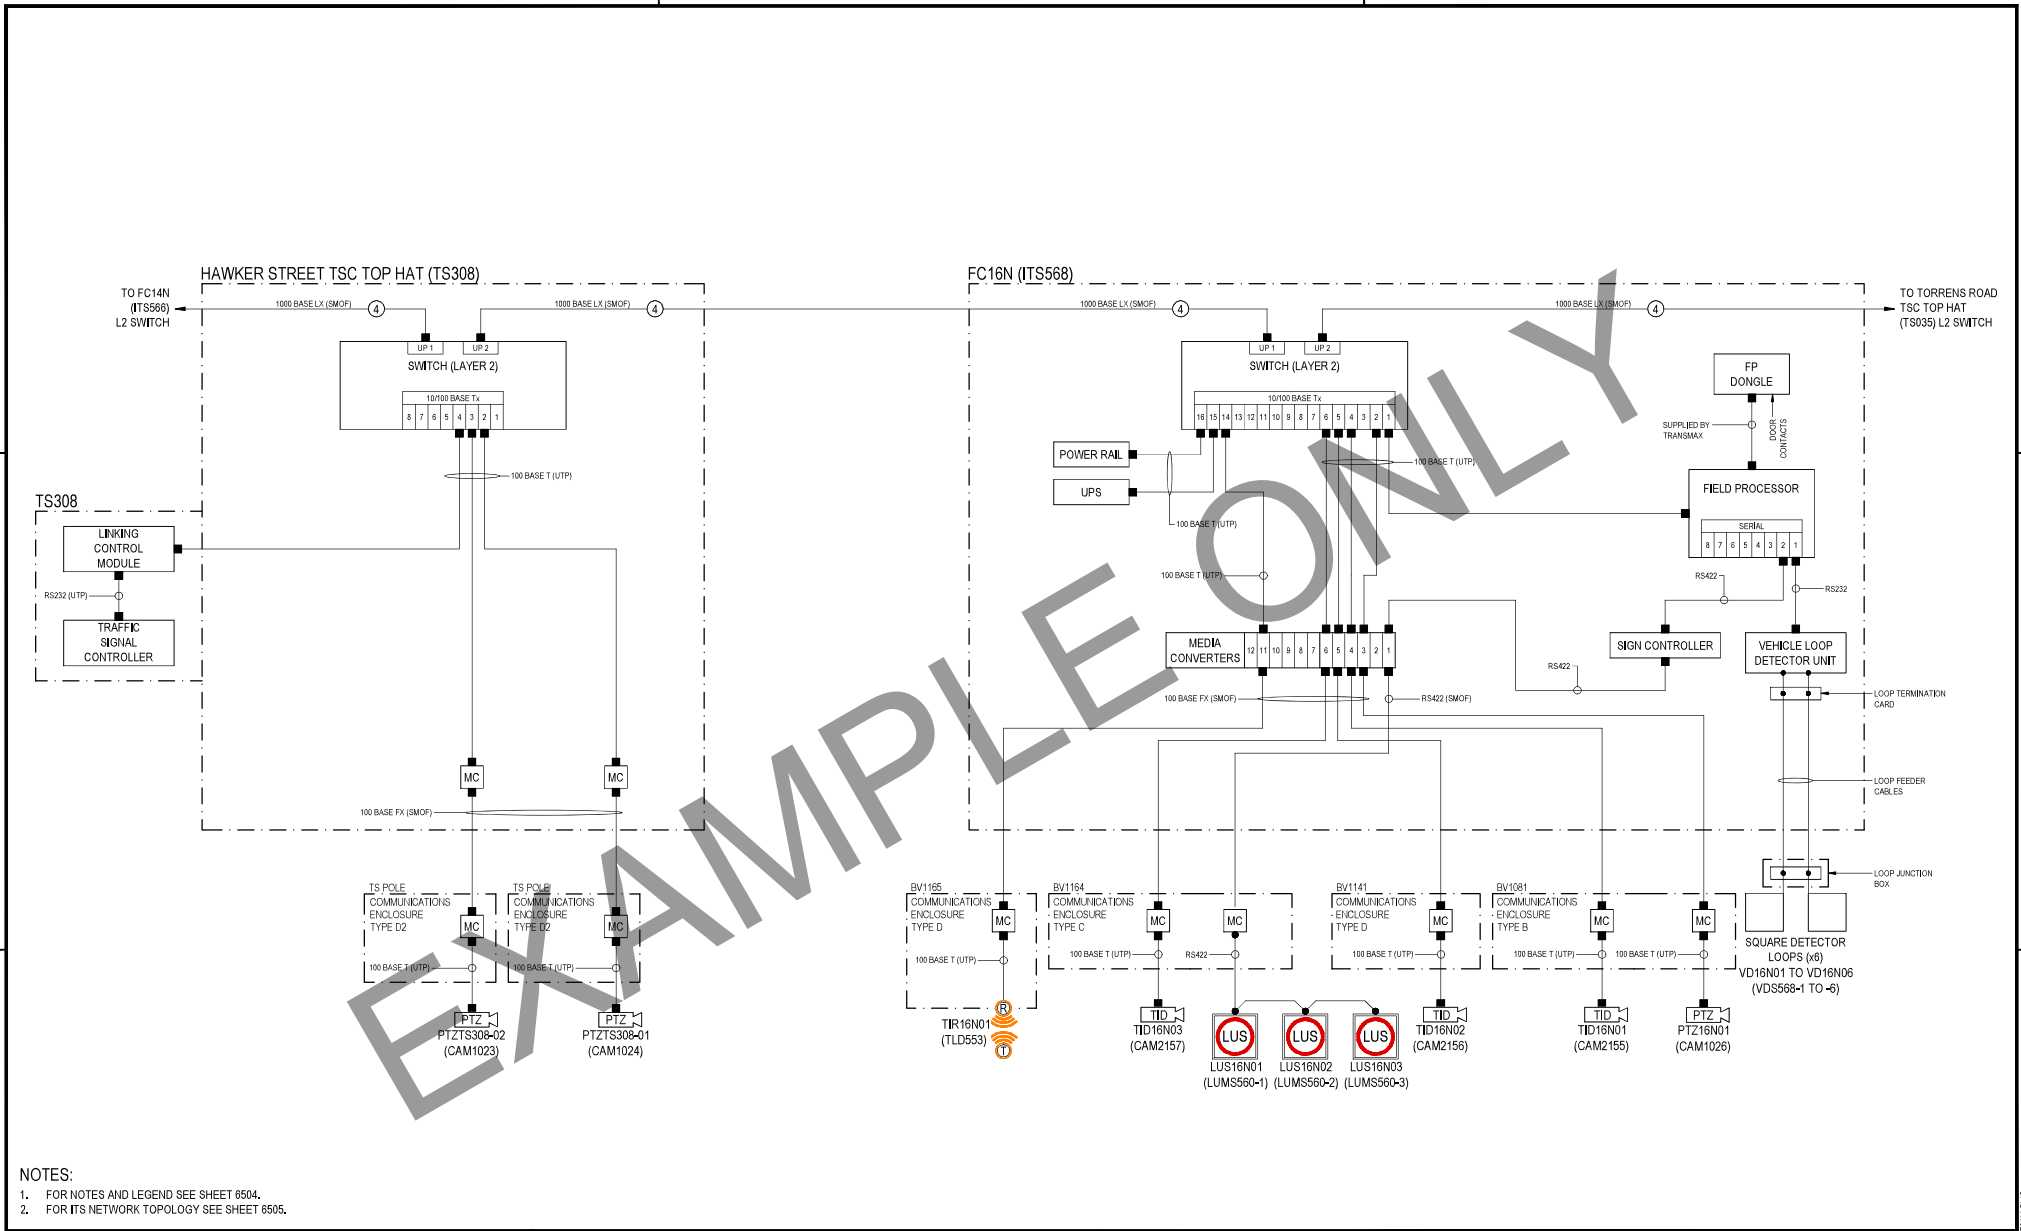 HAWKER STREET TSC TOP HAT (TS308)
TO FC14N
(ITS566)
L2 SWITCH
1000 BASE LX (SMOF)
4
1000 BASE LX (SMOF)
4
UP 1
UP 2
SWITCH (LAYER 2)
10/100 BASE Tx
8 7 6 5 4 3 2 1
100 BASE T (UTP)
TS308
LINKING
CONTROL
MODULE
RS232 (UTP)
TRAFFIC
SIGNAL
CONTROLLER
MC
MC
100 BASE FX (SMOF)
TS POLE
COMMUNICATIONS
ENCLOSURE
TYPE D2
MC
100 BASE T (UTP)
PTZ
PTZTS308-02
(CAM1023)
TS POLE
COMMUNICATIONS
ENCLOSURE
TYPE D2
MC
100 BASE T (UTP)
PTZ
PTZTS308-01
(CAM1024)
FC16N (ITS568)
1000 BASE LX (SMOF)
4
1000 BASE LX (SMOF)
4
TO TORRENS ROAD
TSC TOP HAT
(TS035) L2 SWITCH
UP 1
UP 2
SWITCH (LAYER 2)
10/100 BASE Tx
16 15 14 13 12 11 10 9 8 7 6 5 4 3 2 1
POWER RAIL
UPS
100 BASE T (UTP)
100 BASE T (UTP)
100 BASE T (UTP)
FP
DONGLE
SUPPLIED BY
TRANSMAX
DOOR
CONTACTS
FIELD PROCESSOR
SERIAL
8 7 6 5 4 3 2 1
RS422
RS232
MEDIA
CONVERTERS
12 11 10 9 8 7 6 5 4 3 2 1
SIGN CONTROLLER
VEHICLE LOOP
DETECTOR UNIT
RS422
100 BASE FX (SMOF)
RS422 (SMOF)
LOOP TERMINATION
CARD
LOOP FEEDER
CABLES
LOOP JUNCTION
BOX
BV1165
COMMUNICATIONS
ENCLOSURE
TYPE D
MC
100 BASE T (UTP)
R
TIR16N01
(TLD553)
T
BV1164
COMMUNICATIONS
ENCLOSURE
TYPE C
MC
MC
100 BASE T (UTP)
RS422
TID
TID16N03
(CAM2157)
LUS
LUS16N01
(LUMS560-1)
LUS
LUS16N02
(LUMS560-2)
LUS
LUS16N03
(LUMS560-3)
BV1141
COMMUNICATIONS
ENCLOSURE
TYPE D
MC
100 BASE T (UTP)
TID
TID16N02
(CAM2156)
BV1081
COMMUNICATIONS
ENCLOSURE
TYPE B
MC
MC
100 BASE T (UTP)
100 BASE T (UTP)
TID
TID16N01
(CAM2155)
PTZ
PTZ16N01
(CAM1026)
SQUARE DETECTOR
LOOPS (x6)
VD16N01 TO VD16N06
(VDS568-1 TO -6)
EXAMPLE ONLY
NOTES:
1. FOR NOTES AND LEGEND SEE SHEET 6504.
2. FOR ITS NETWORK TOPOLOGY SEE SHEET 6505.